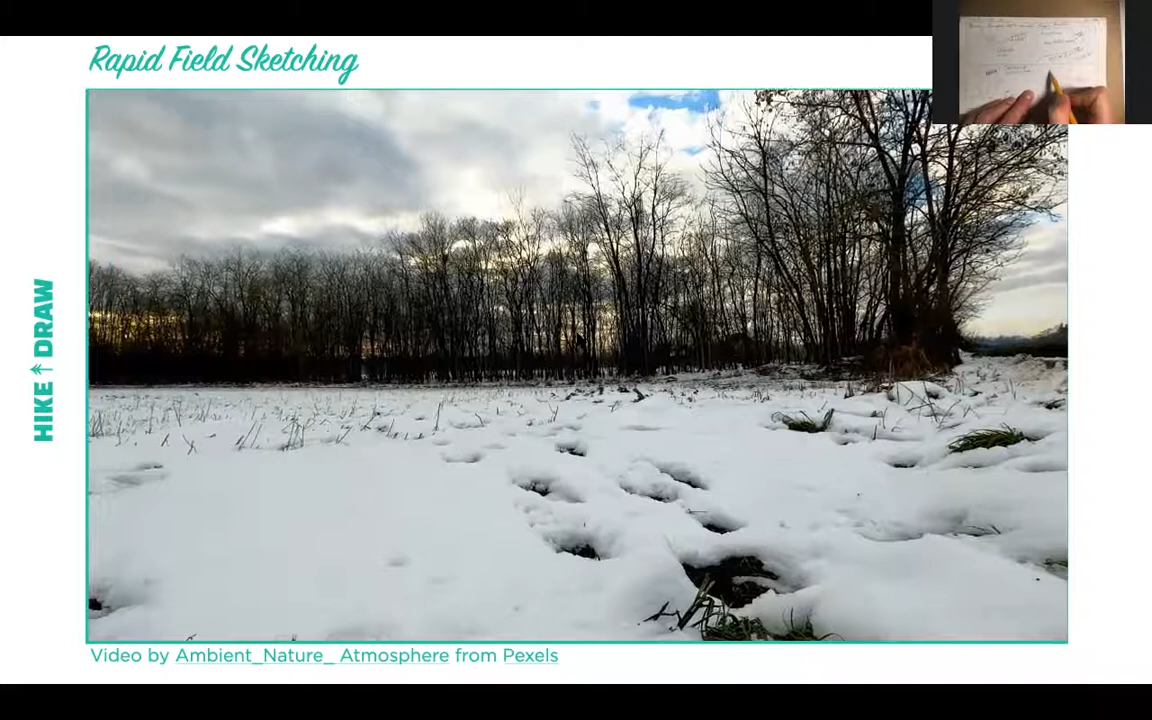 Rapid Field Sketching
HIKE DRAW
Video by Ambient_Nature_ Atmosphere from Pexels